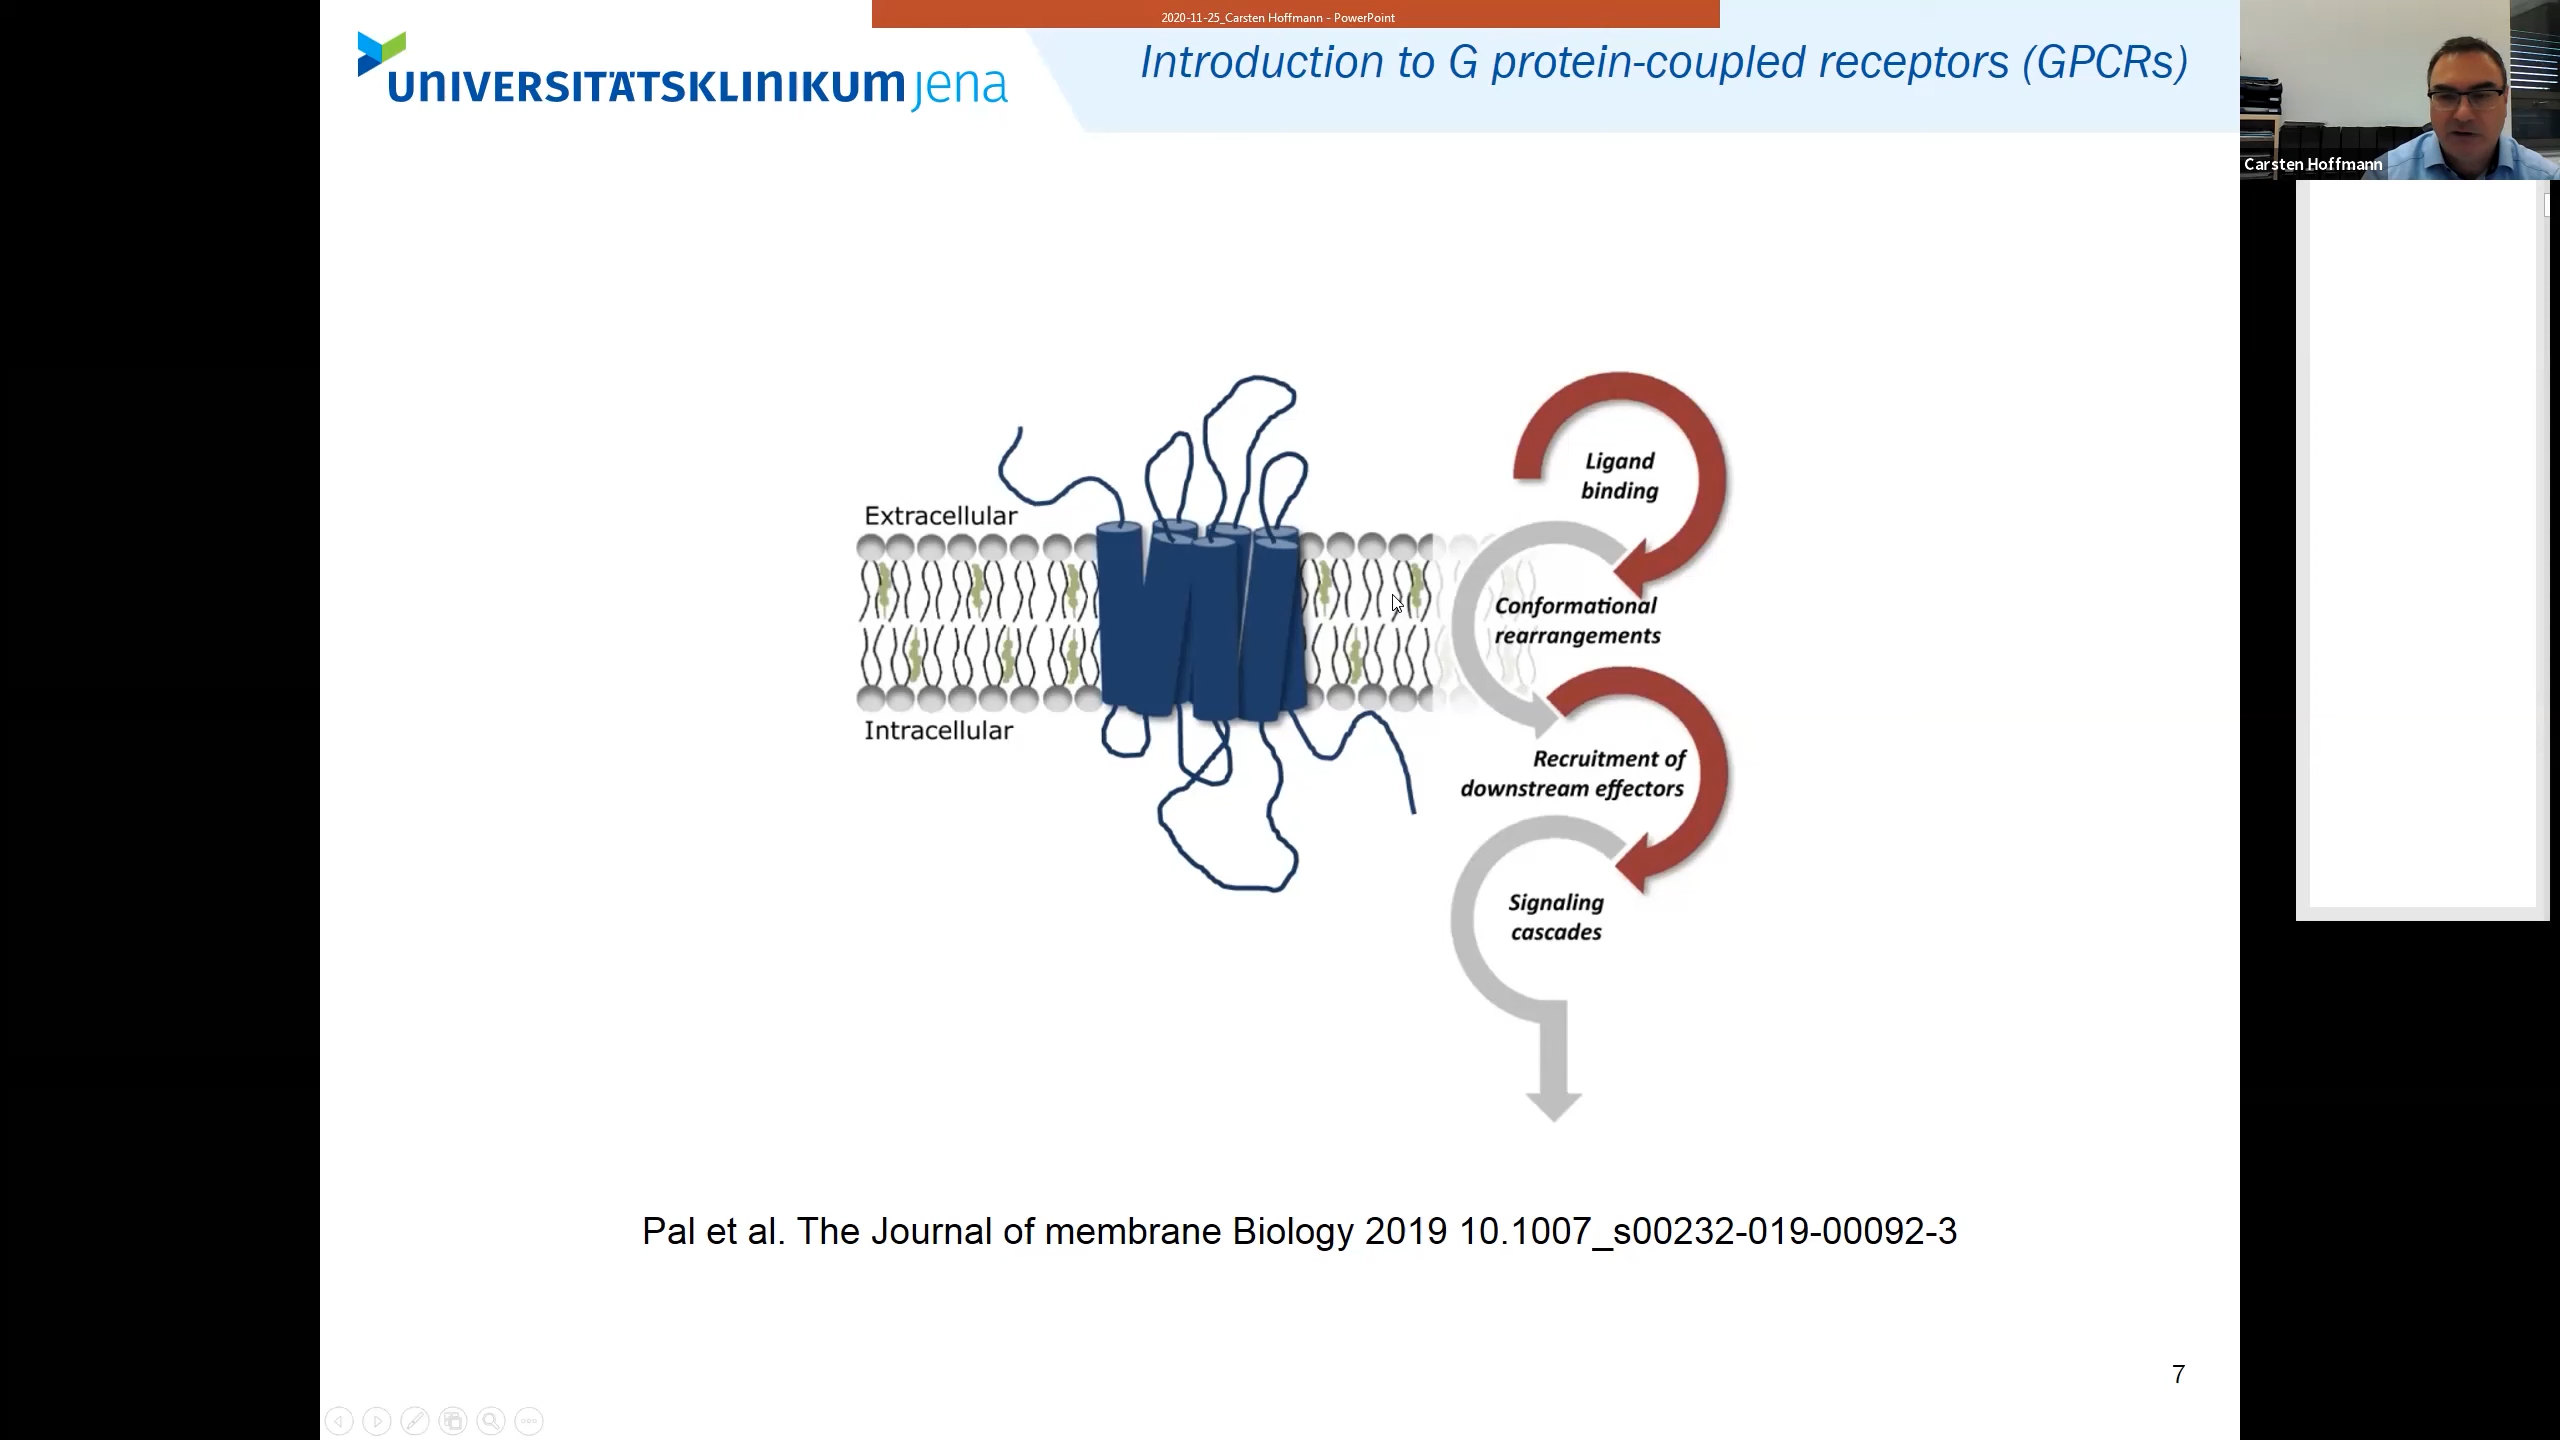 2020-11-25_Carsten Hoffmann - PowerPoint
UNIVERSITÄTSKLINIKUM jena
Introduction to G protein-coupled receptors (GPCRs)
Carsten Hoffmann
Extracellular
Intracellular
Ligand
binding
Conformational
rearrangements
Recruitment of
downstream effectors
Signaling
cascades
Pal et al. The Journal of membrane Biology 2019 10.1007_s00232-019-00092-3
7